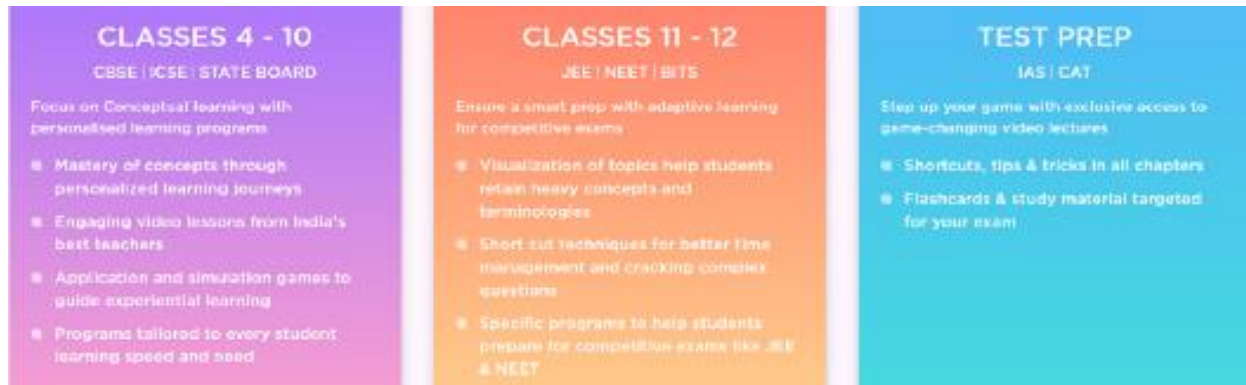 CLASSES 4 - 10
CBSE | ICSE | STATE BOARD
Focus on Conceptual learning with
personalised learning programs
Mastery of concepts through
personalized learning journeys
Engaging video lessons from India's
best teachers
Application and simulation games to
guide experiential learning
Programs tailored to every student
learning speed and need
CLASSES 11 - 12
JEE | NEET | BITS
Ensure a smart prep with adaptive learning
for competitive exams
Visualization of topics help students
retain heavy concepts and
terminologies
Short cut techniques for better time
management and cracking complex
questions
Specific programs to help students
prepare for competitive exams like JEE
& NEET
TEST PREP
IAS | CAT
Step up your game with exclusive access to
game-changing video lectures
Shortcuts, tips & tricks in all chapters
Flashcards & study material targeted
for your exam